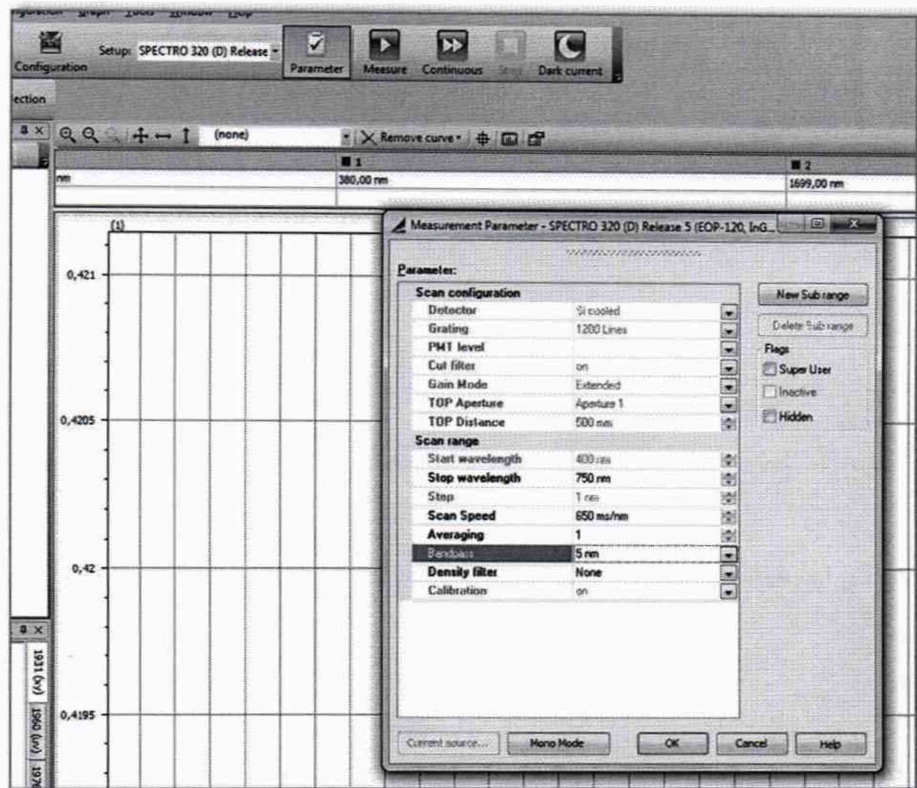 Configuration
Setup: SPECTRO 320 (D) Release
Parameter
Measure
Continuous
Stop
Dark current
ection
(none)
Remove curve
1
2
nm
380,00 nm
1699,00 nm
(1)
0,421
0,4205
0,42
0,4195
1931 (xy)
1960 (uv)
1976
Measurement Parameter - SPECTRO 320 (D) Release 5 (EOP-120, InG...
Parameter:
Scan configuration
Detector Si cooled
Grating 1200 Lines
PMT level
Cut filter on
Gain Mode Extended
TOP Aperture Aperture 1
TOP Distance 500 mm
Scan range
Start wavelength 400 nm
Stop wavelength 750 nm
Step 1 nm
Scan Speed 650 ms/nm
Averaging 1
Bandpass 5 nm
Density filter None
Calibration on
New Sub range
Delete Sub range
Flags
Super User
Inactive
Hidden
Current source...
Mono Mode
OK
Cancel
Help